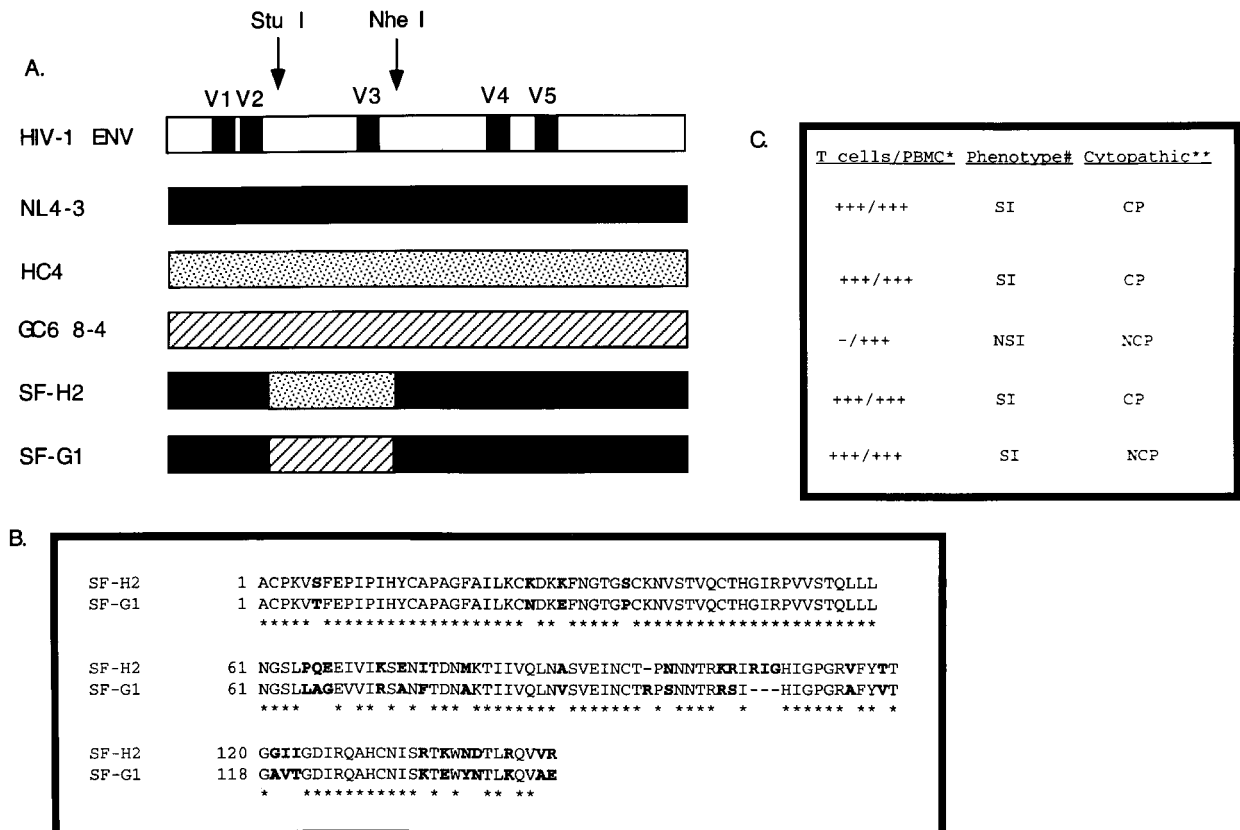 Stu I Nhe I
A.
V1 V2 V3 V4 V5
HIV-1 ENV
NL4-3
HC4
GC6 8-4
SF-H2
SF-G1
C.
T cells/PBMC* Phenotype# Cytopathic**
+++/+++ SI CP
+++/+++ SI CP
-/+++ NSI NCP
+++/+++ SI CP
+++/+++ SI NCP
B.
SF-H2 1 ACPKVSFEPIPIHYCAPAGFAILKCKDKKFNGTGSCKNVSTVQCTHGIRPVVSTQLLL
SF-G1 1 ACPKVTFEPIPIHYCAPAGFAILKCNDKEFNGTGPCKNVSTVQCTHGIRPVVSTQLLL
***** ******************* ** ***** ************************
SF-H2 61 NGSLPQEEIVIKSENITDNMKTIIVQLNASVEINCT-PNNNTRKRIRIGHIGPGRVFYTT
SF-G1 61 NGSLLAGEVVIRSANFTDNAKTIIVQLNVSVEINCTRPSNNTRRSI---HIGPGRAFYVT
**** * ** * * *** ******** ******* * **** * ****** ** *
SF-H2 120 GGIIGDIRQAHCNISRTKWNDTLRQVVR
SF-G1 118 GAVTGDIRQAHCNISKTEWYNTLKQVAE
* *********** * * ** **